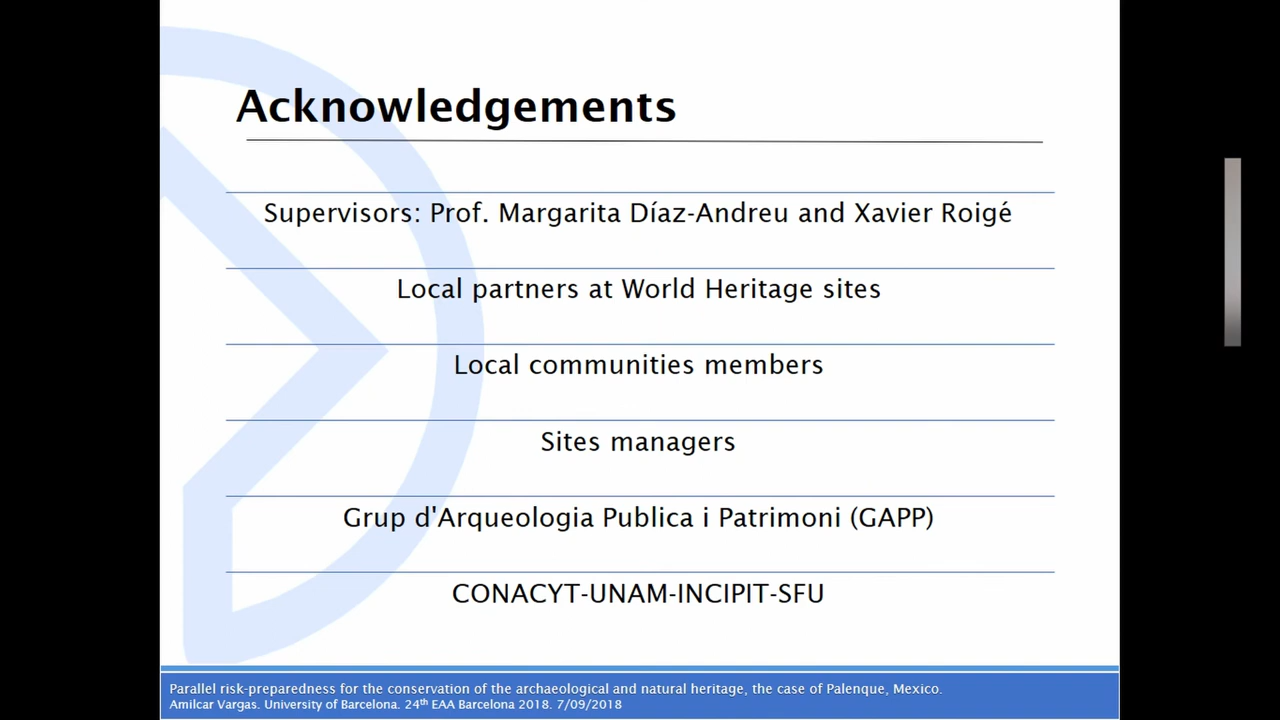 Acknowledgements
Supervisors: Prof. Margarita Díaz-Andreu and Xavier Roigé
Local partners at World Heritage sites
Local communities members
Sites managers
Grup d'Arqueologia Publica i Patrimoni (GAPP)
CONACYT-UNAM-INCIPIT-SFU
Parallel risk-preparedness for the conservation of the archaeological and natural heritage, the case of Palenque, Mexico.
Amilcar Vargas. University of Barcelona. 24th EAA Barcelona 2018. 7/09/2018